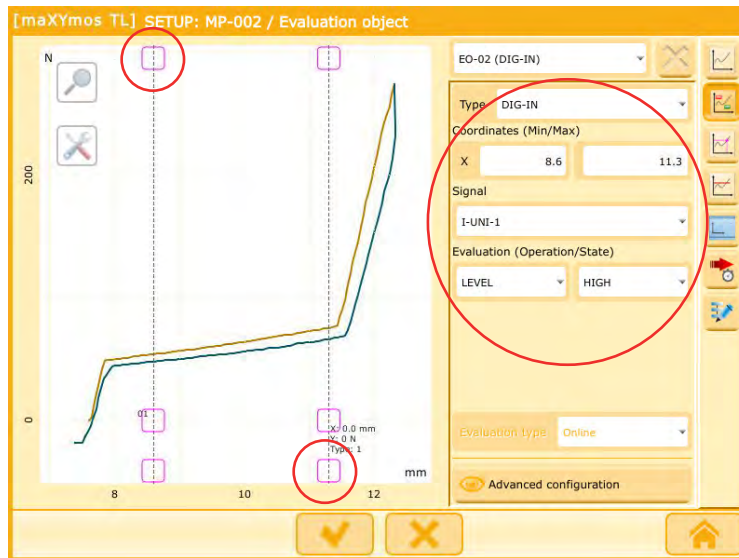 [maXYmos TL] SETUP: MP-002 / Evaluation object
N
200
0
01
X: 0.0 mm
Y: 0 N
Type: 1
mm
8
10
12
EO-02 (DIG-IN)
Type DIG-IN
Coordinates (Min/Max)
X 8.6 11.3
Signal
I-UNI-1
Evaluation (Operation/State)
LEVEL HIGH
Evaluation type Online
Advanced configuration